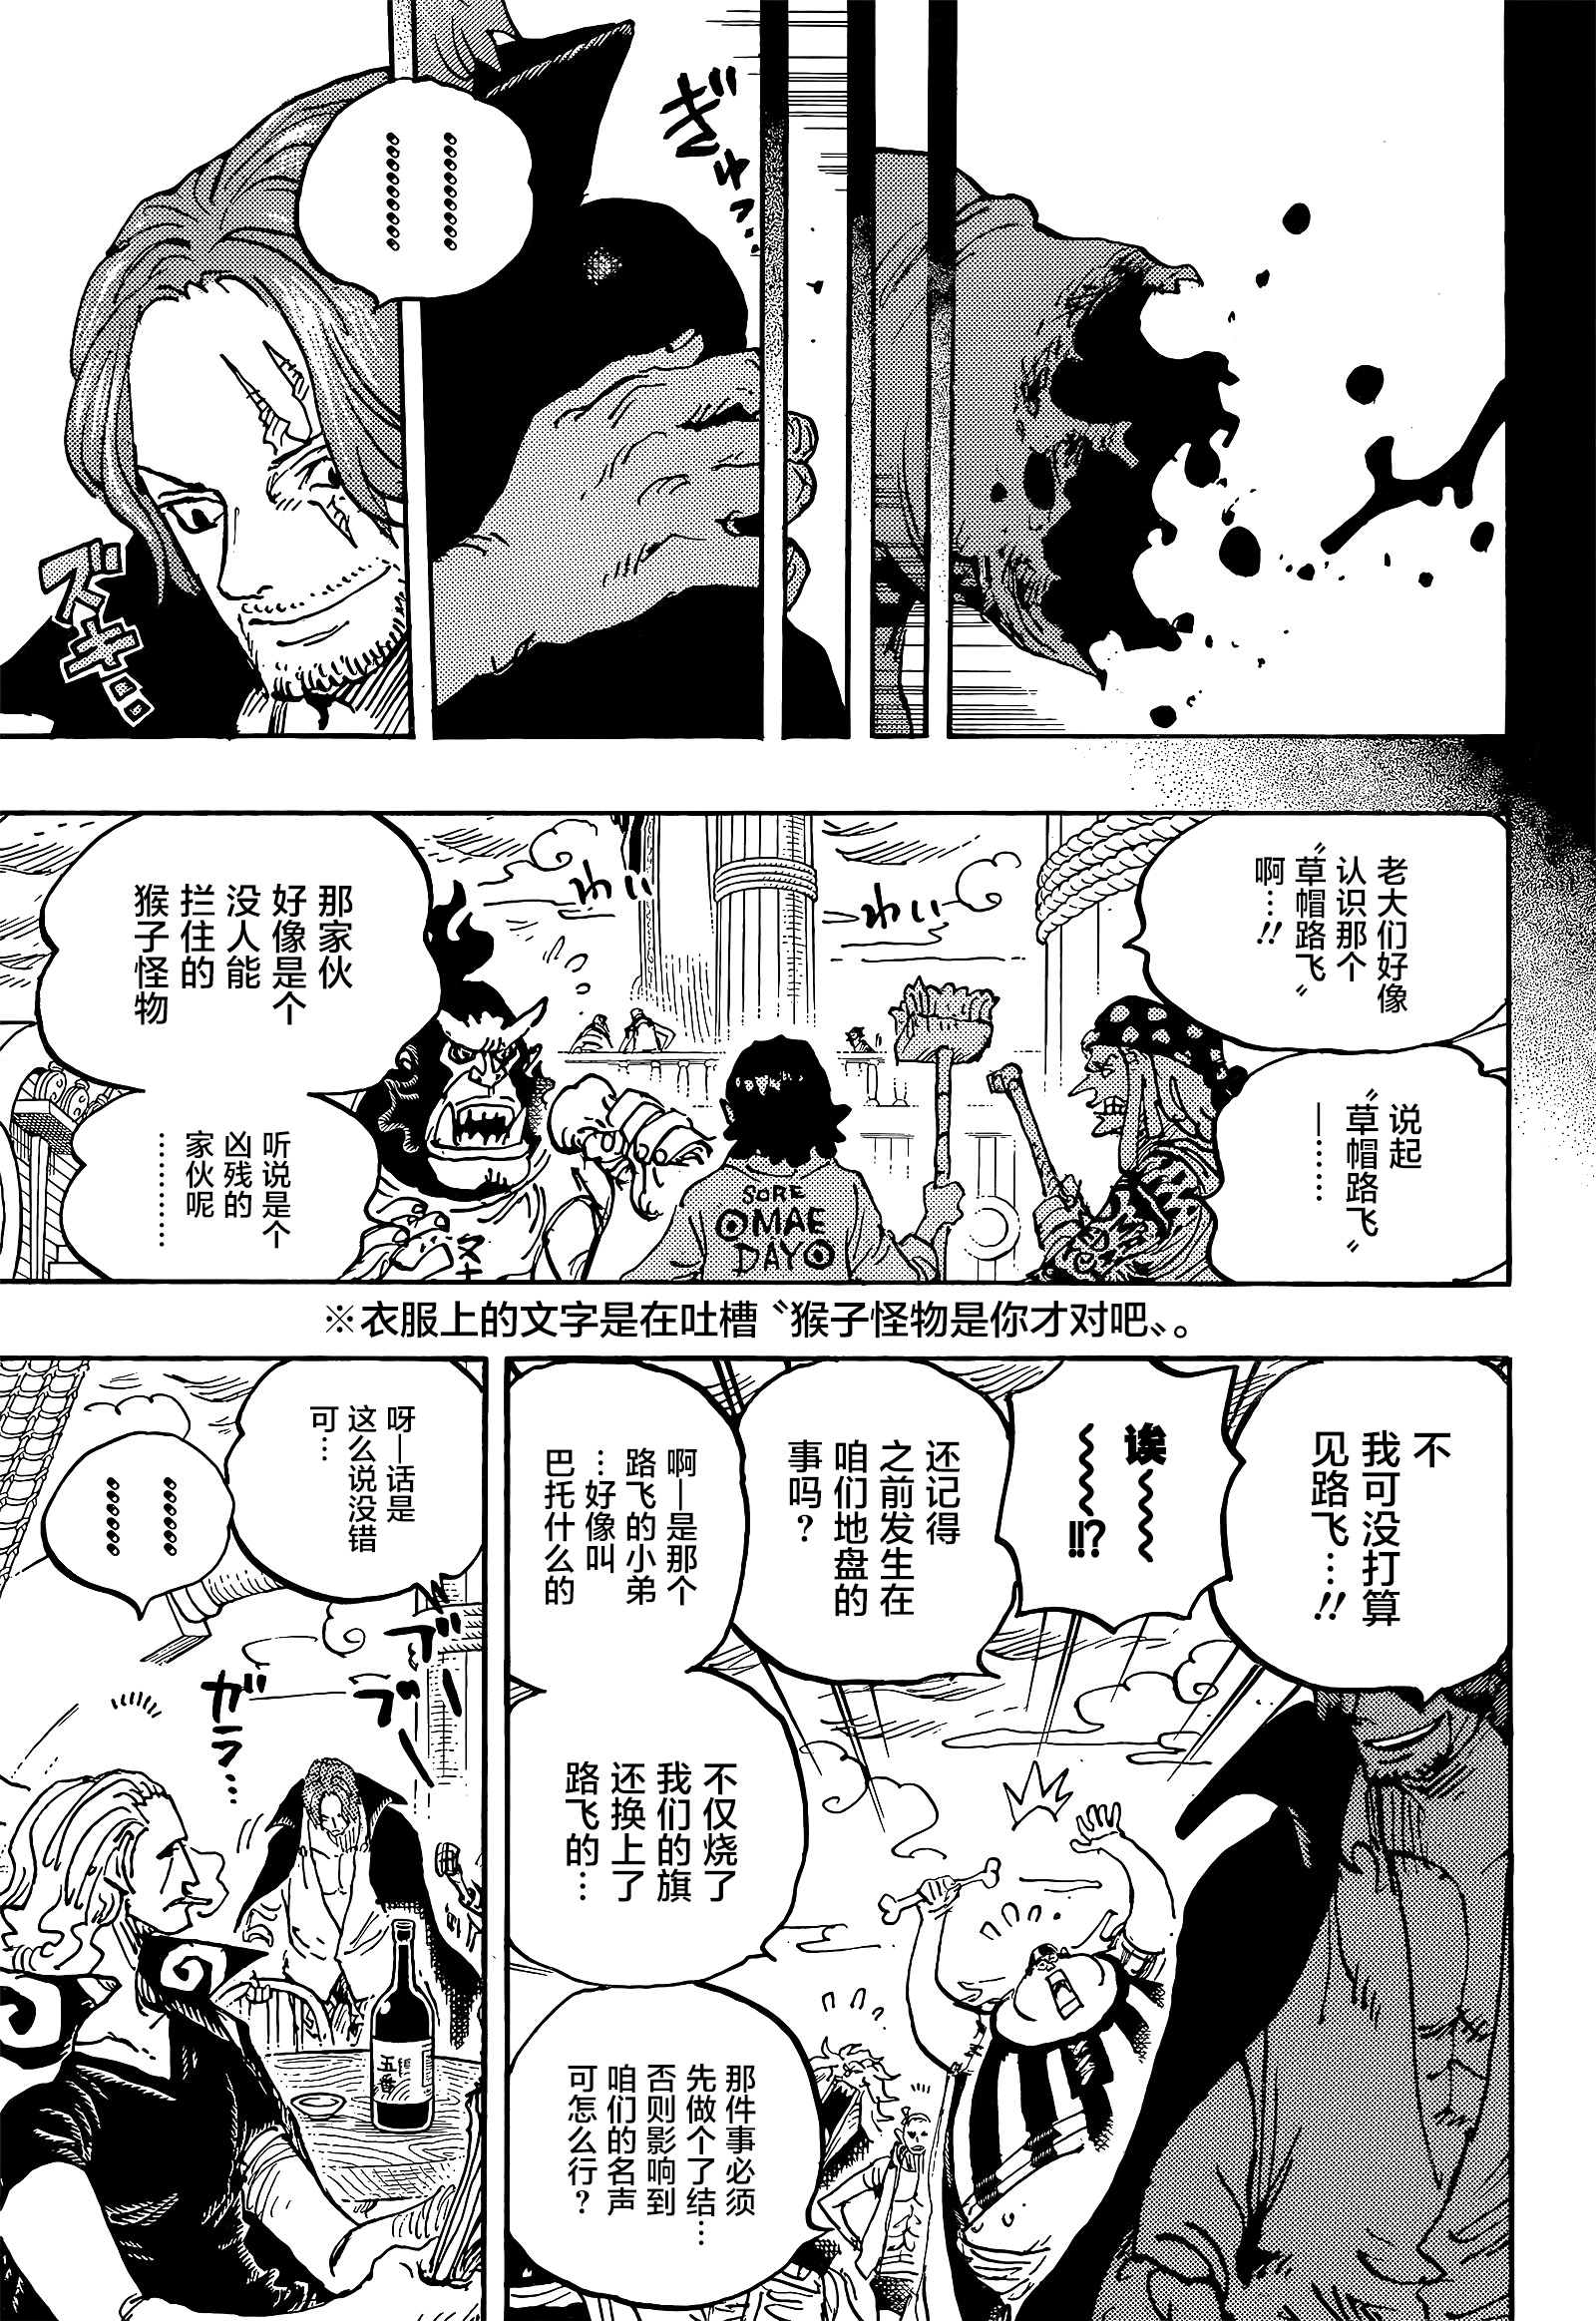 ぎゅっ…
………
………
ズキ
老大们好像
认识那个
〝草帽路飞〟
啊…!!
说起
〝草帽路飞〟
—……
わい
わい
那家伙
好像是个
没人能
拦住的
猴子怪物
听说是个
凶残的
家伙呢
…………
SORE
OMAE
DAYO
※衣服上的文字是在吐槽〝猴子怪物是你才对吧〟。
不
我可没打算
见路飞…!!
诶~~~
~~~~!!?
还记得
之前发生在
咱们地盘的
事吗？
啊—是那个
路飞的小弟
…好像叫
巴托什么的
不仅烧了
我们的旗
还换上了
路飞的…
那件事必须
先做个了结…
否则影响到
咱们的名声
可怎么行？
呀—话是
这么说没错
可…
………
………
ガラ…
五番